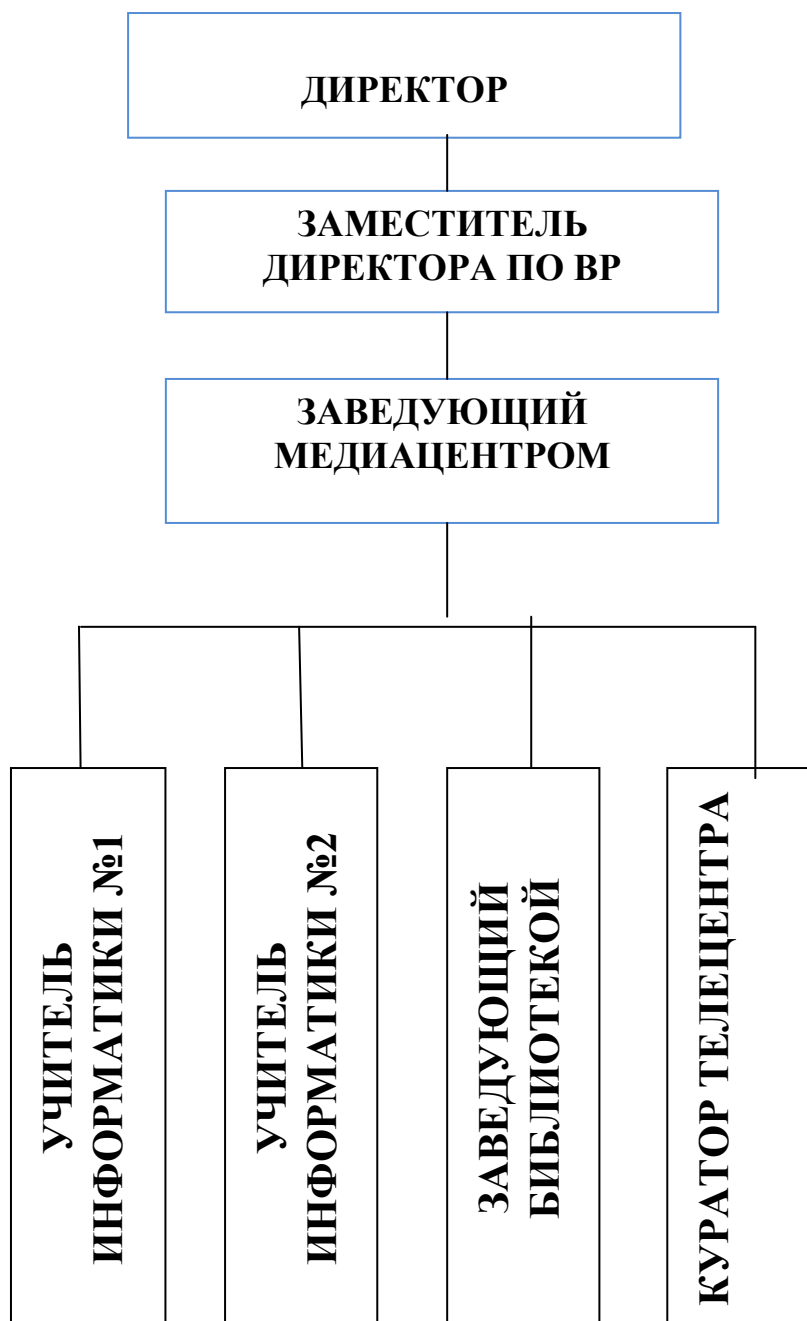 ДИРЕКТОР
ЗАМЕСТИТЕЛЬ
ДИРЕКТОРА ПО ВР
ЗАВЕДУЮЩИЙ
МЕДИАЦЕНТРОМ
УЧИТЕЛЬ
ИНФОРМАТИКИ №1
УЧИТЕЛЬ
ИНФОРМАТИКИ №2
ЗАВЕДУЮЩИЙ
БИБЛИОТЕКОЙ
КУРАТОР ТЕЛЕЦЕНТРА